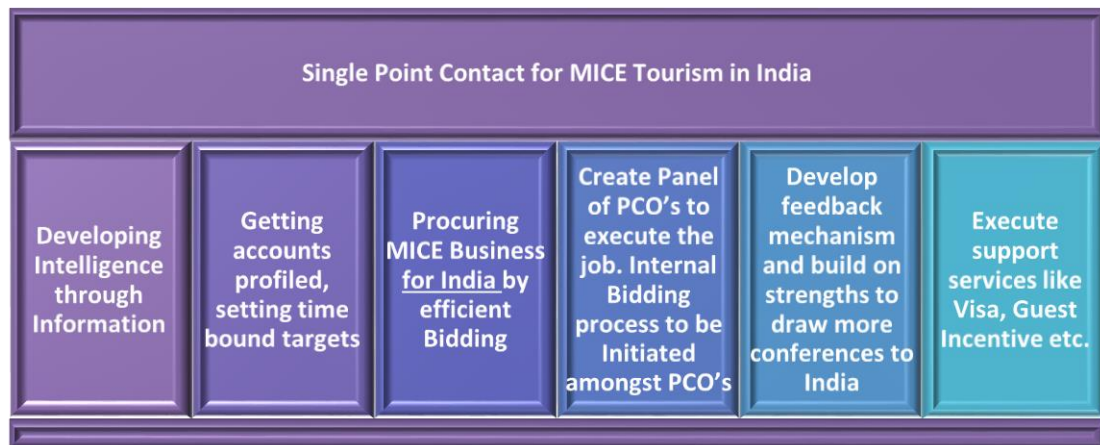 Single Point Contact for MICE Tourism in India
Developing
Intelligence
through
Information
Getting
accounts
profiled,
setting time
bound targets
Procuring
MICE Business
for India by
efficient
Bidding
Create Panel
of PCO’s to
execute the
job. Internal
Bidding
process to be
Initiated
amongst PCO’s
Develop
feedback
mechanism
and build on
strengths to
draw more
conferences to
India
Execute
support
services like
Visa, Guest
Incentive etc.